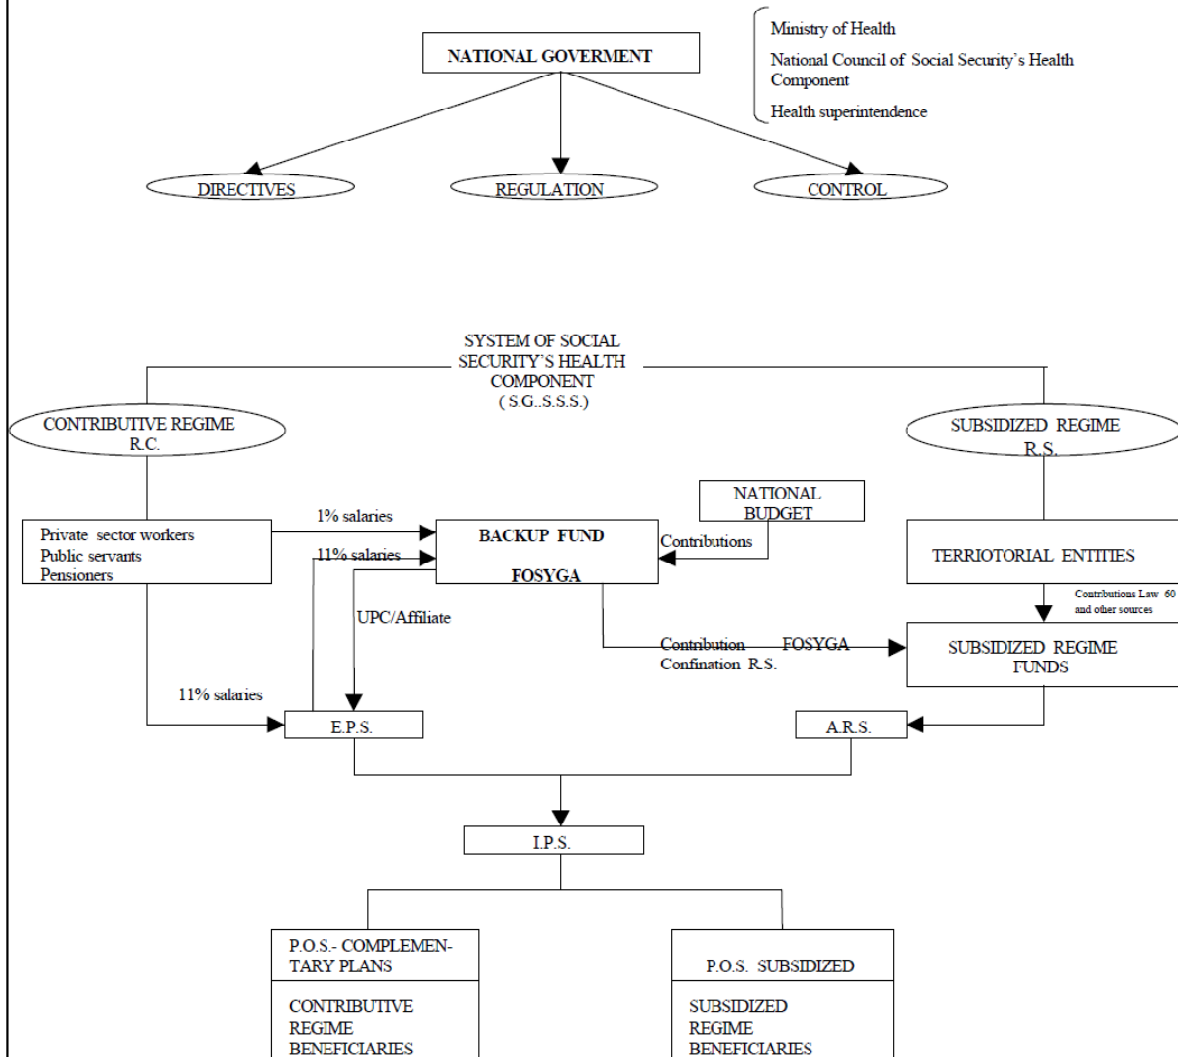 NATIONAL GOVERMENT
Ministry of Health
National Council of Social Security's Health
Component
Health superintendence
DIRECTIVES
REGULATION
CONTROL
SYSTEM OF SOCIAL
SECURITY'S HEALTH
COMPONENT
( S.G..S.S.S.)
CONTRIBUTIVE REGIME
R.C.
SUBSIDIZED REGIME
R.S.
NATIONAL
BUDGET
Private sector workers
Public servants
Pensioners
1% salaries
11% salaries
BACKUP FUND
FOSYGA
Contributions
TERRIOTORIAL ENTITIES
Contributions Law 60
and other sources
UPC/Affiliate
Contribution FOSYGA
Confination R.S.
SUBSIDIZED REGIME
FUNDS
11% salaries
E.P.S.
A.R.S.
I.P.S.
P.O.S.- COMPLEMEN-
TARY PLANS
CONTRIBUTIVE
REGIME
BENEFICIARIES
P.O.S. SUBSIDIZED
SUBSIDIZED
REGIME
BENEFICIARIES